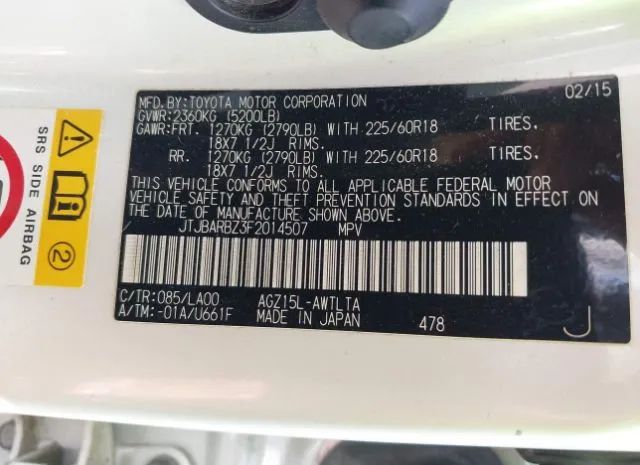 MFD.BY:TOYOTA MOTOR CORPORATION 02/15
GVWR:2360KG (5200LB)
GAWR:FRT. 1270KG (2790LB) WITH 225/60R18 TIRES.
18X7 1/2J RIMS.
RR. 1270KG (2790LB) WITH 225/60R18 TIRES.
18X7 1/2J RIMS.
THIS VEHICLE CONFORMS TO ALL APPLICABLE FEDERAL MOTOR
VEHICLE SAFETY AND THEFT PREVENTION STANDARDS IN EFFECT ON
THE DATE OF MANUFACTURE SHOWN ABOVE.
JTJBARBZ3F2014507 MPV
C/TR:085/LA00 AGZ15L-AWTLTA
A/TM:-01A/U661F MADE IN JAPAN 478 J
SRS SIDE AIRBAG
2